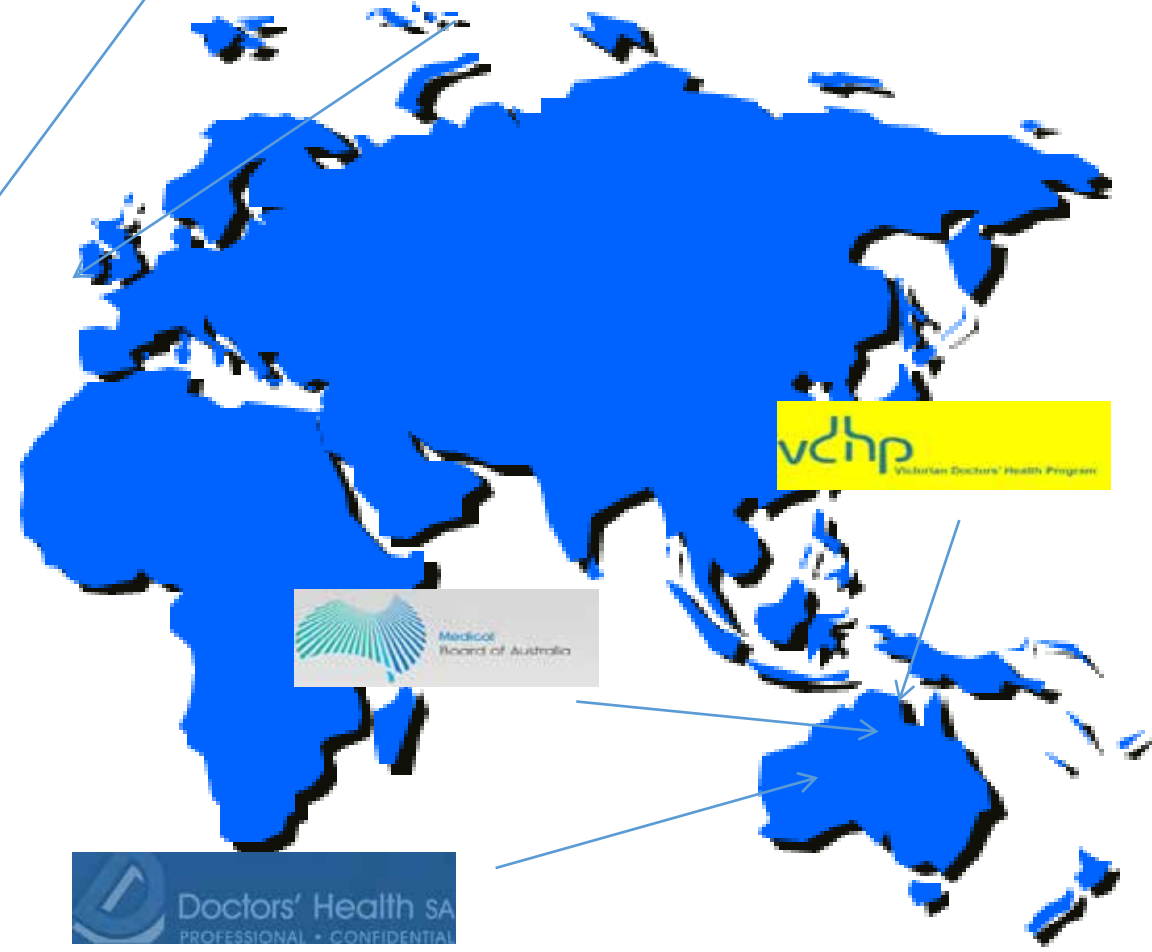 vdhp
Victorian Doctors' Health Program
Medical
Board of Australia
Doctors' Health SA
PROFESSIONAL • CONFIDENTIAL